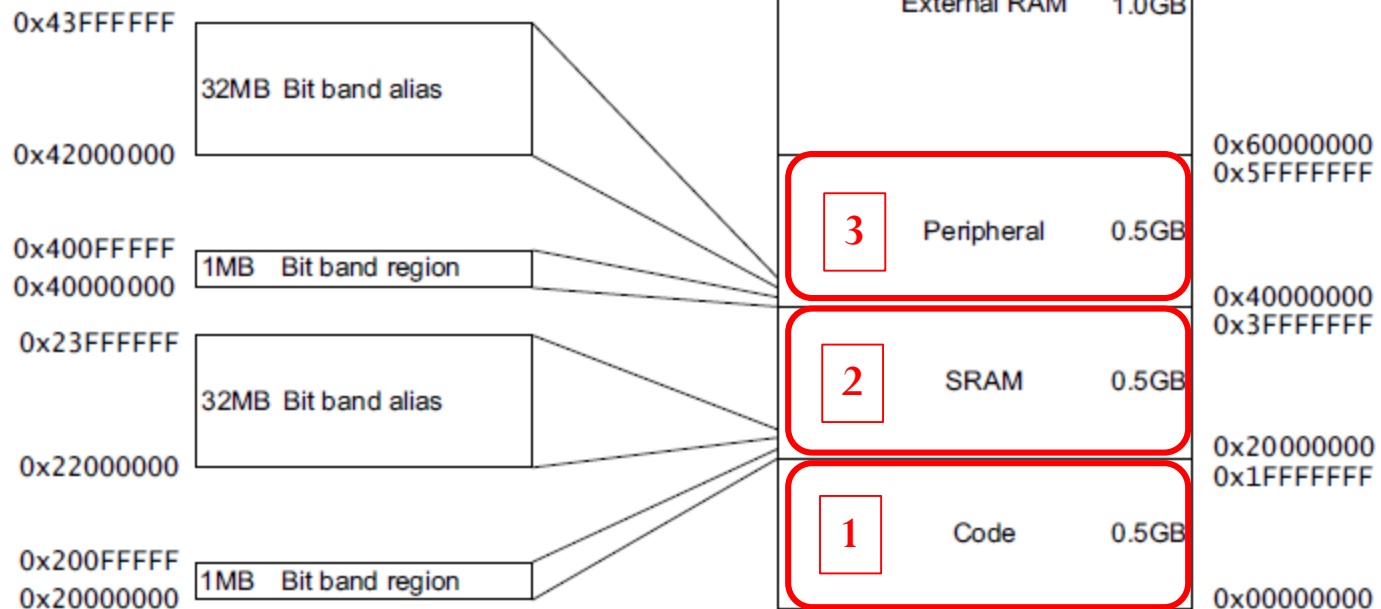 External RAM 1.0GB
0x43FFFFFF
32MB Bit band alias
0x42000000
0x400FFFFF
1MB Bit band region
0x40000000
0x23FFFFFF
32MB Bit band alias
0x22000000
0x200FFFFF
1MB Bit band region
0x20000000
0x60000000
0x5FFFFFFF
3 Peripheral 0.5GB
0x40000000
0x3FFFFFFF
2 SRAM 0.5GB
0x20000000
0x1FFFFFFF
1 Code 0.5GB
0x00000000